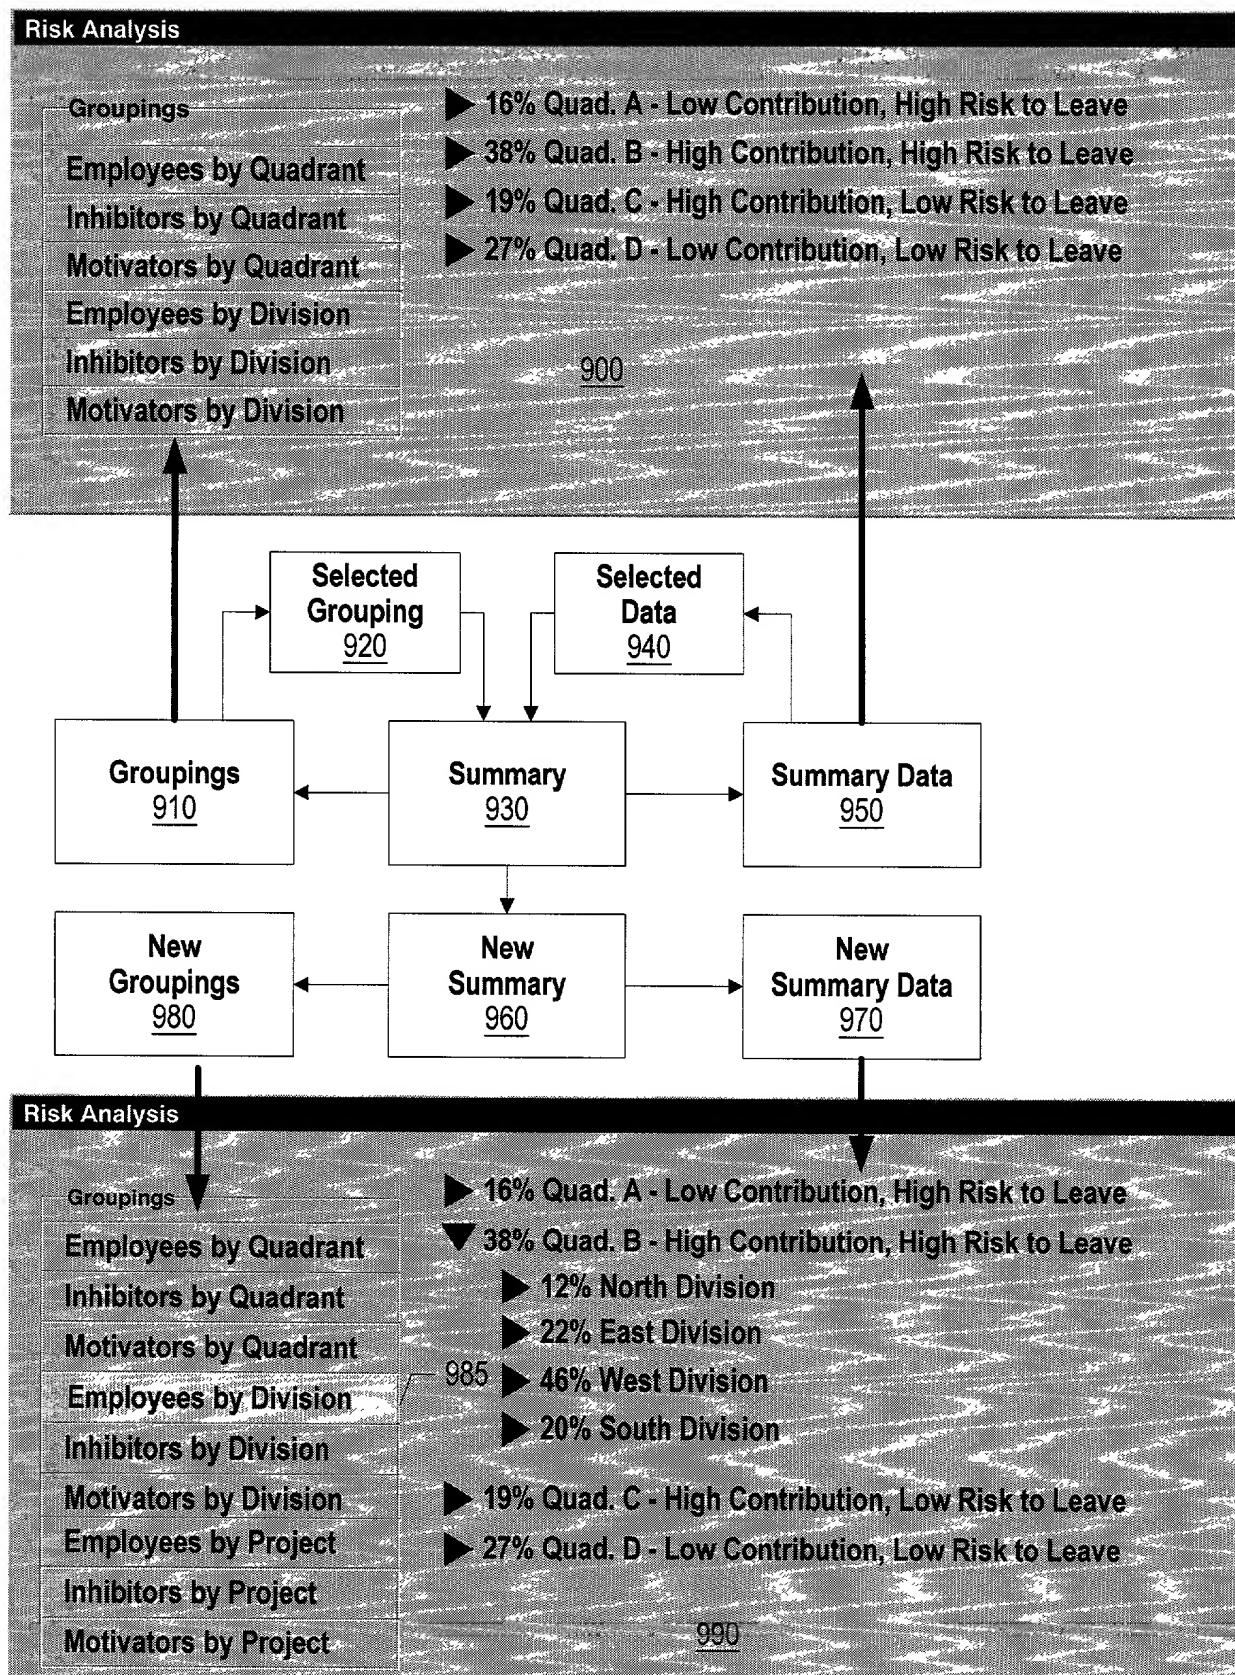 Risk Analysis
Groupings
Employees by Quadrant
Inhibitors by Quadrant
Motivators by Quadrant
Employees by Division
Inhibitors by Division
Motivators by Division
16% Quad. A - Low Contribution, High Risk to Leave
38% Quad. B - High Contribution, High Risk to Leave
19% Quad. C - High Contribution, Low Risk to Leave
27% Quad. D - Low Contribution, Low Risk to Leave
900
Selected
Grouping
920
Selected
Data
940
Groupings
910
Summary
930
Summary Data
950
New
Groupings
980
New
Summary
960
New
Summary Data
970
Risk Analysis
Groupings
Employees by Quadrant
Inhibitors by Quadrant
Motivators by Quadrant
Employees by Division
Inhibitors by Division
Motivators by Division
Employees by Project
Inhibitors by Project
Motivators by Project
985
16% Quad. A - Low Contribution, High Risk to Leave
38% Quad. B - High Contribution, High Risk to Leave
12% North Division
22% East Division
46% West Division
20% South Division
19% Quad. C - High Contribution, Low Risk to Leave
27% Quad. D - Low Contribution, Low Risk to Leave
990